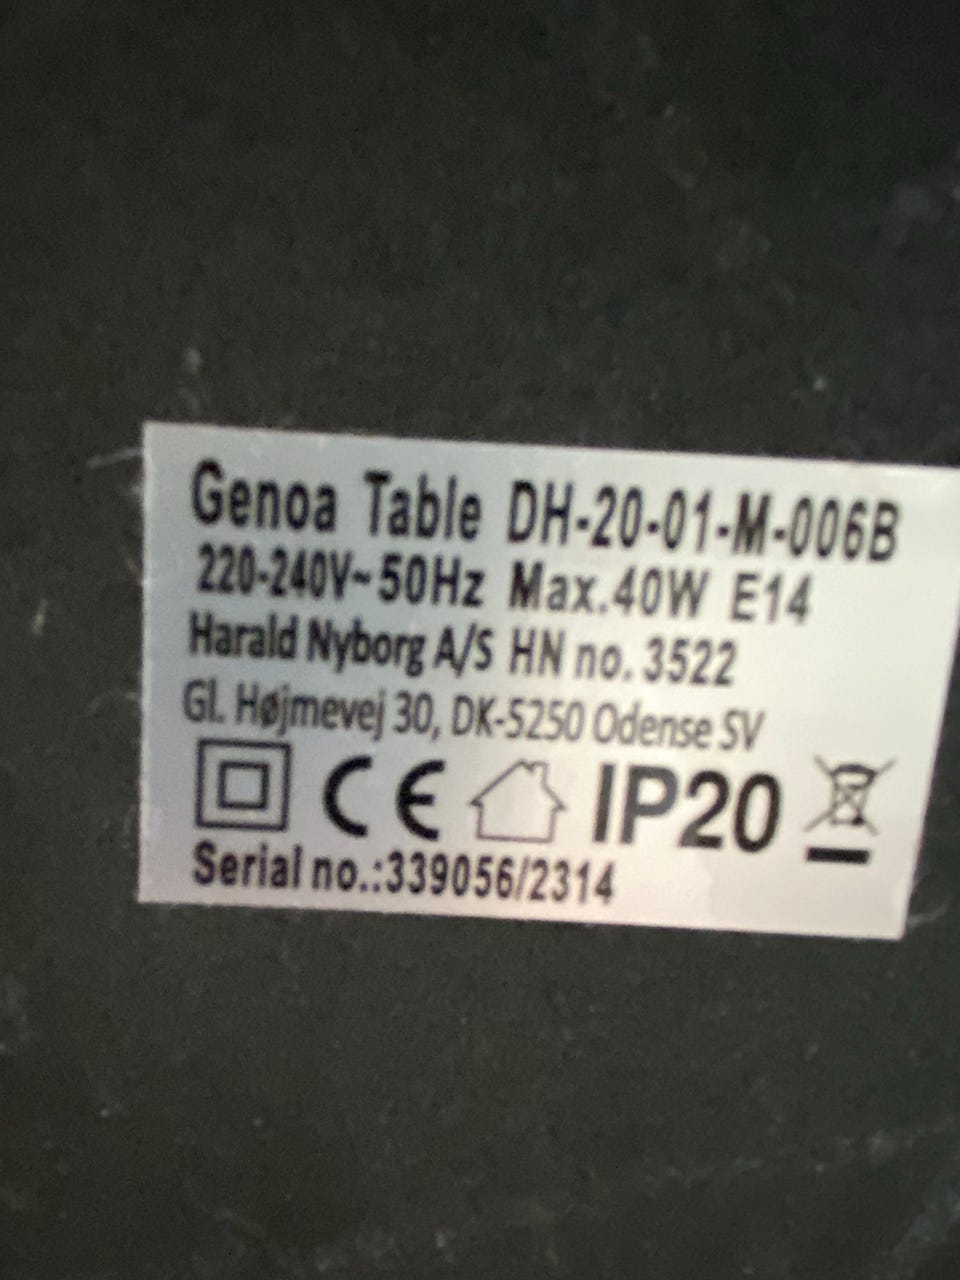 Genoa Table DH-20-01-M-006B
220-240V~50Hz Max.40W E14
Harald Nyborg A/S HN no. 3522
Gl. Højmevej 30, DK-5250 Odense SV
CE IP20
Serial no.:339056/2314